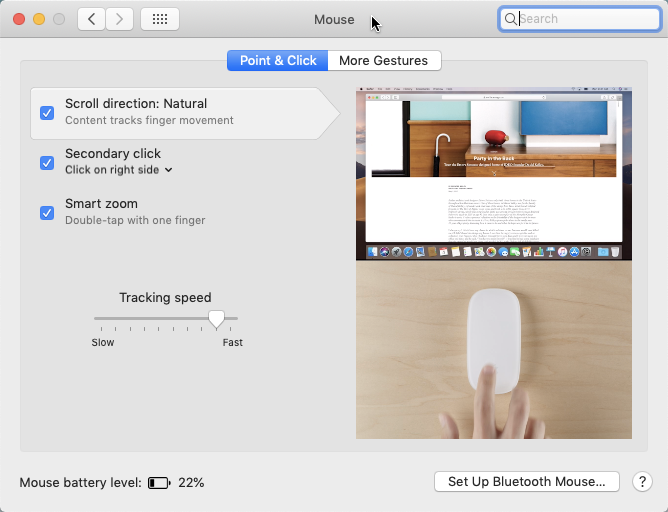 Mouse
Search
Point & Click
More Gestures
Scroll direction: Natural
Content tracks finger movement
Secondary click
Click on right side
Smart zoom
Double-tap with one finger
Tracking speed
Slow
Fast
Party in the Back
Mouse battery level:
22%
Set Up Bluetooth Mouse...
?